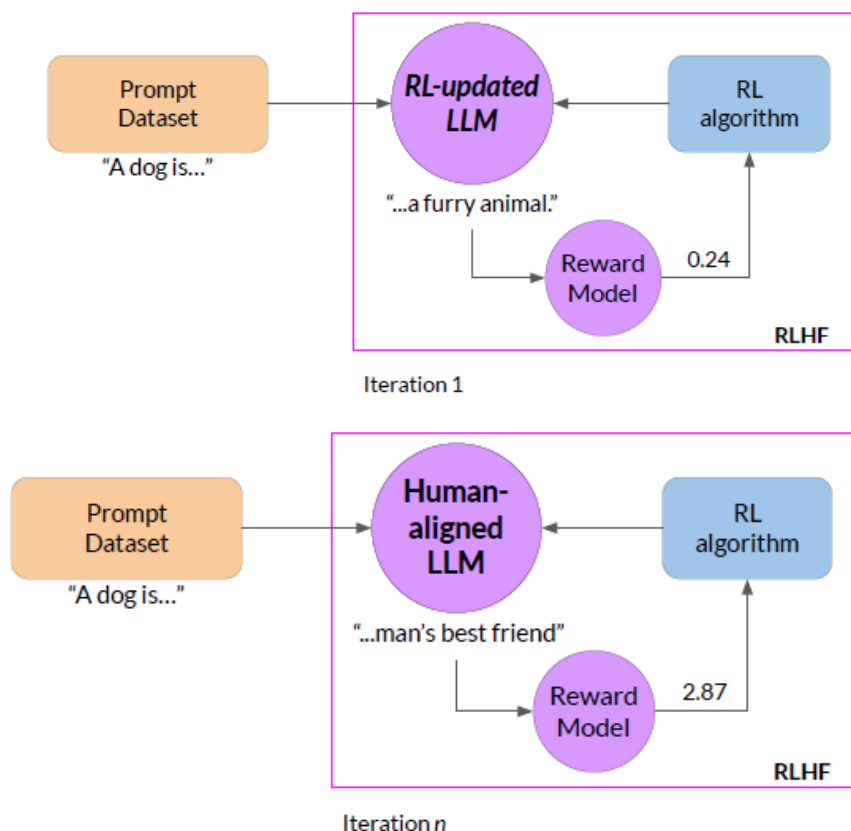 Prompt
Dataset
"A dog is..."
RL-updated
LLM
RL
algorithm
"...a furry animal."
Reward
Model
0.24
RLHF
Iteration 1
Prompt
Dataset
"A dog is..."
Human-
aligned
LLM
RL
algorithm
"...man's best friend"
Reward
Model
2.87
RLHF
Iteration n